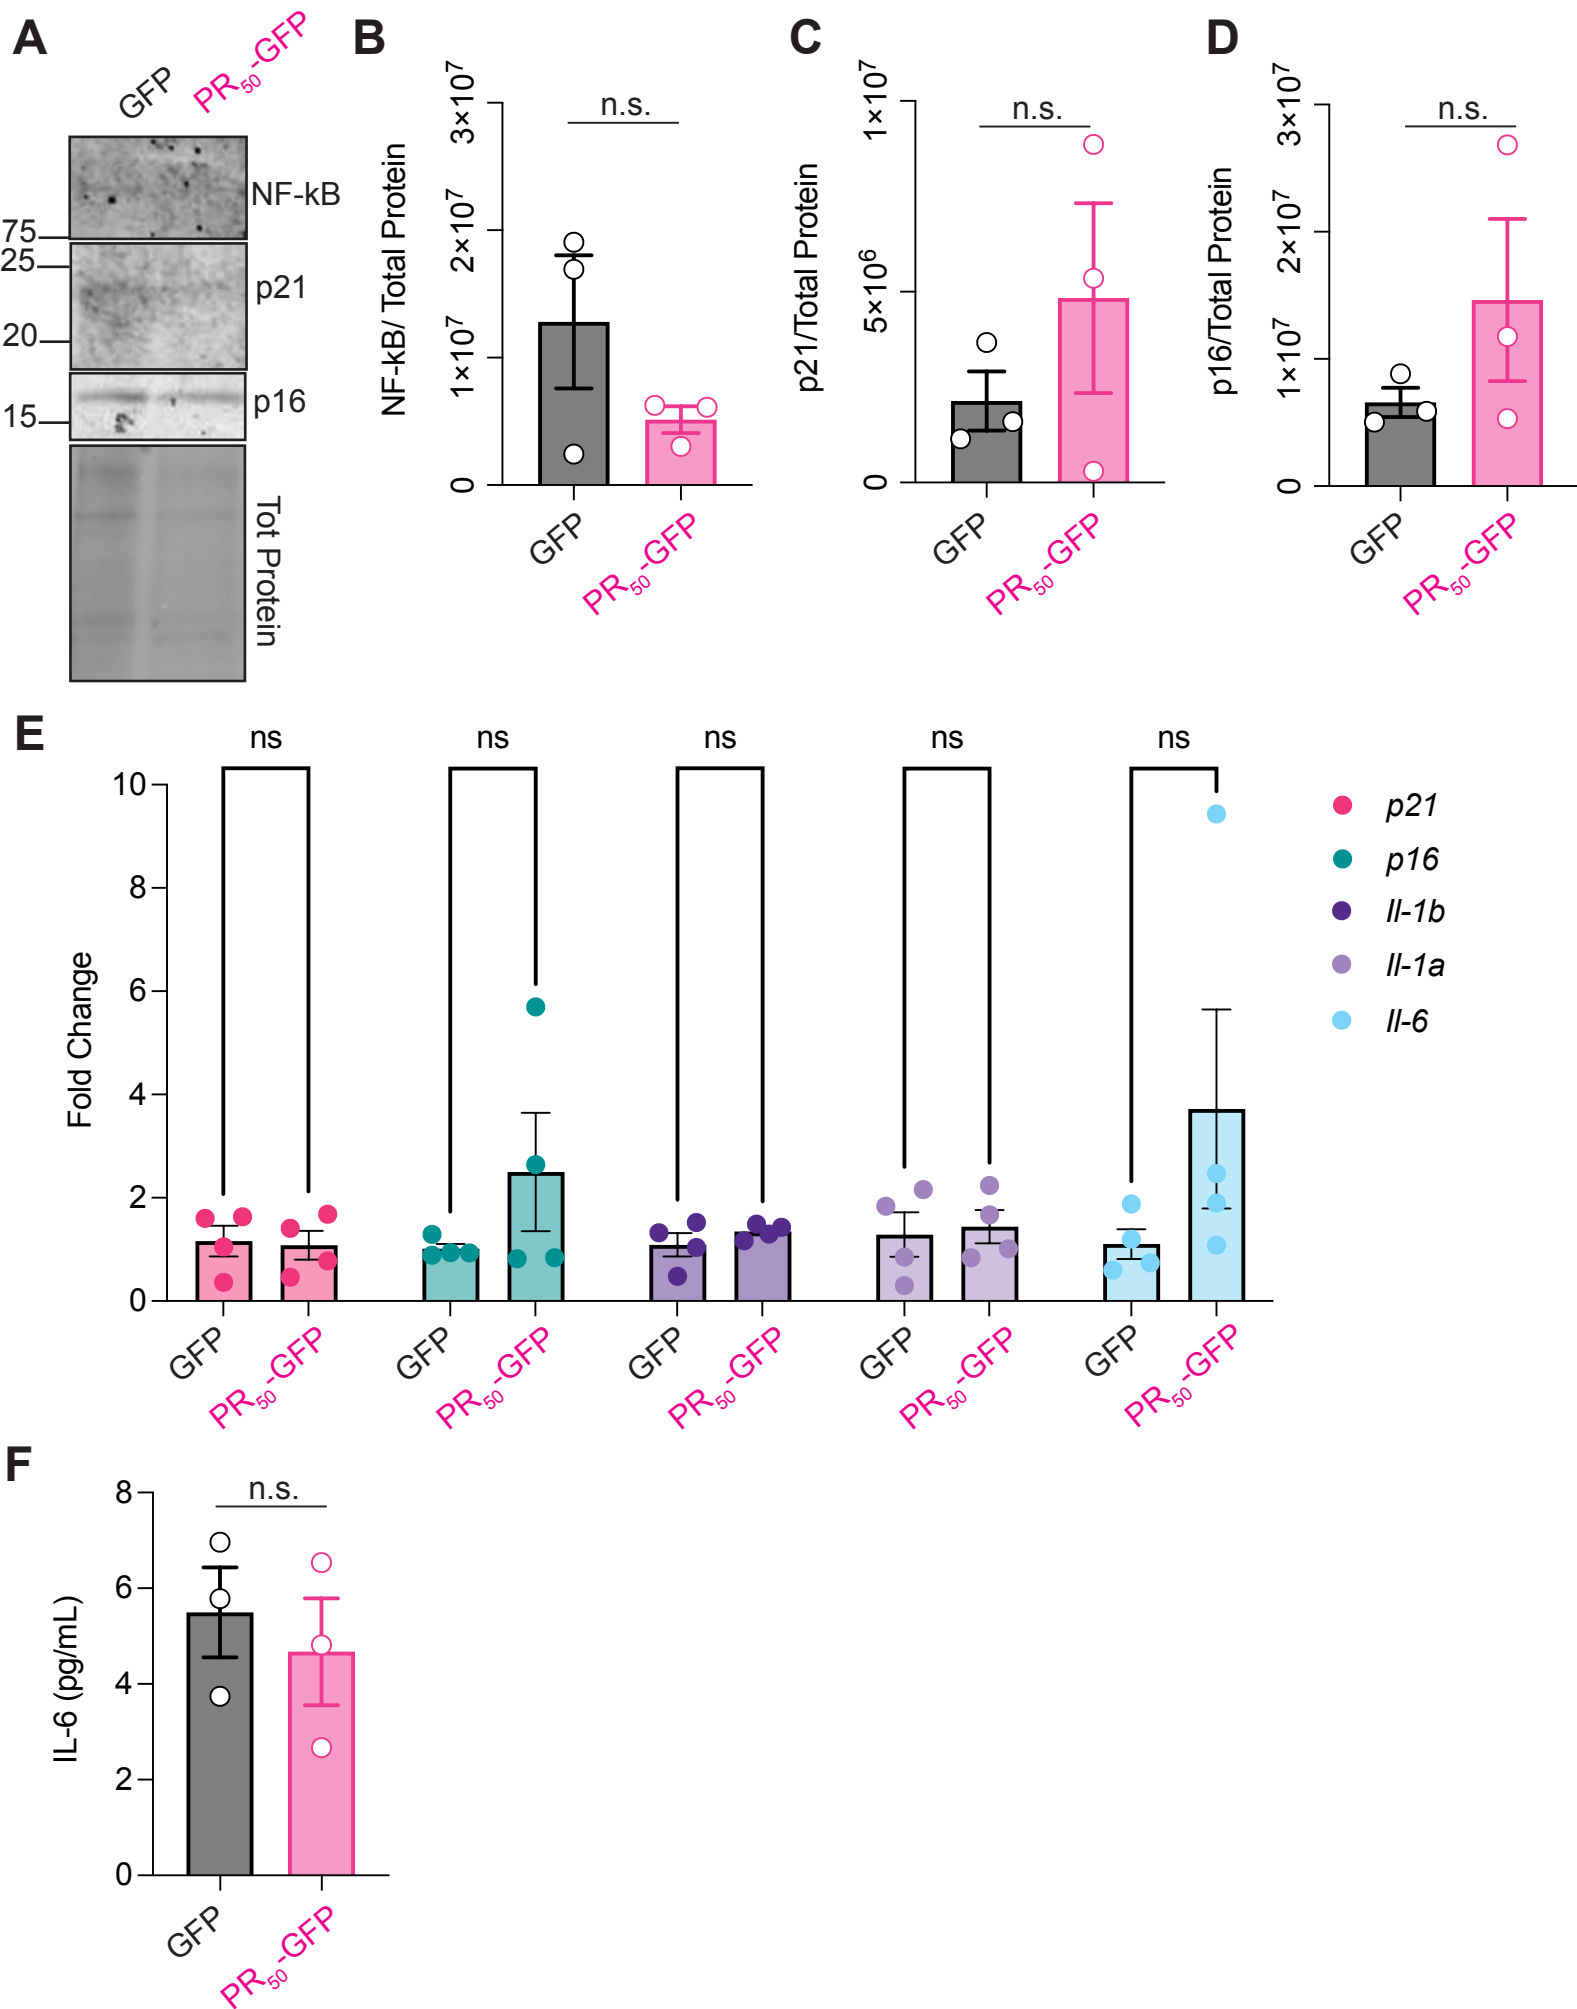 A
GFP
PR50-GFP
NF-kB
75
25
p21
20
p16
15
Tot Protein
B
n.s.
NF-kB/ Total Protein
3×10^7
2×10^7
1×10^7
0
GFP
PR50-GFP
C
n.s.
p21/Total Protein
1×10^7
5×10^6
0
GFP
PR50-GFP
D
n.s.
p16/Total Protein
3×10^7
2×10^7
1×10^7
0
GFP
PR50-GFP
E
ns ns ns ns ns
Fold Change
10
8
6
4
2
0
GFP PR50-GFP GFP PR50-GFP GFP PR50-GFP GFP PR50-GFP GFP PR50-GFP
p21
p16
Il-1b
Il-1a
Il-6
F
n.s.
IL-6 (pg/mL)
8
6
4
2
0
GFP
PR50-GFP